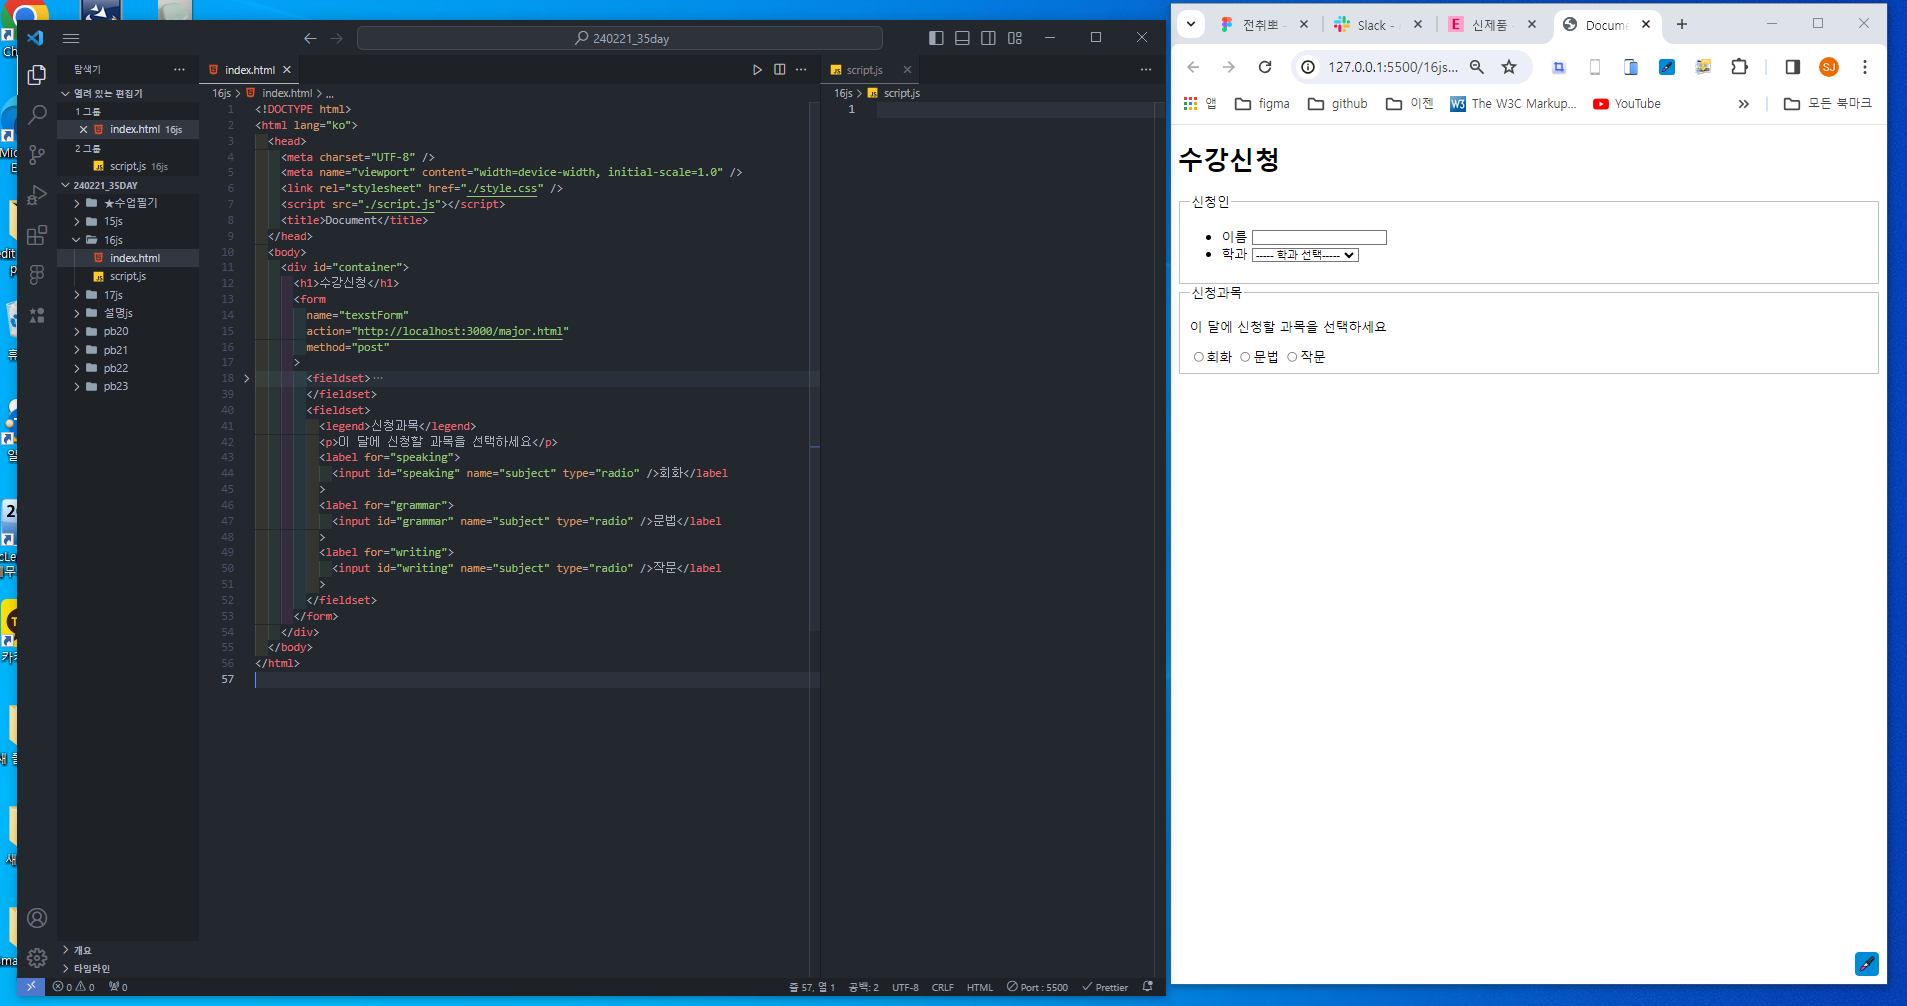 240221_35day
탐색기
열려 있는 편집기
1 그룹
index.html 16js
2 그룹
script.js 16js
240221_35DAY
★수업필기
15js
16js
index.html
script.js
17js
설명js
pb20
pb21
pb22
pb23
개요
타임라인
index.html
16js > index.html > ...
1 <!DOCTYPE html>
2 <html lang="ko">
3 <head>
4 <meta charset="UTF-8" />
5 <meta name="viewport" content="width=device-width, initial-scale=1.0" />
6 <link rel="stylesheet" href="./style.css" />
7 <script src="./script.js"></script>
8 <title>Document</title>
9 </head>
10 <body>
11 <div id="container">
12 <h1>수강신청</h1>
13 <form
14 name="texstForm"
15 action="http://localhost:3000/major.html"
16 method="post"
17 >
18 <fieldset>…
39 </fieldset>
40 <fieldset>
41 <legend>신청과목</legend>
42 <p>이 달에 신청할 과목을 선택하세요</p>
43 <label for="speaking">
44 <input id="speaking" name="subject" type="radio" />회화</label
45 >
46 <label for="grammar">
47 <input id="grammar" name="subject" type="radio" />문법</label
48 >
49 <label for="writing">
50 <input id="writing" name="subject" type="radio" />작문</label
51 >
52 </fieldset>
53 </form>
54 </div>
55 </body>
56 </html>
57
script.js
16js > script.js
1
0 0 0
줄 57, 열 1 공백: 2 UTF-8 CRLF HTML Port : 5500 Prettier
전취뽀 Slack - 신제품 Docume
127.0.0.1:5500/16js... SJ
앱 figma github 이젠 W3 The W3C Markup... YouTube » 모든 북마크
수강신청
신청인
이름
학과 ----- 학과 선택-----
신청과목
이 달에 신청할 과목을 선택하세요
회화 문법 작문